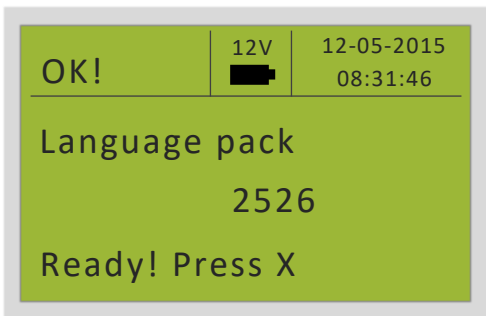 OK!
12V
12-05-2015
08:31:46
Language pack
2526
Ready! Press X